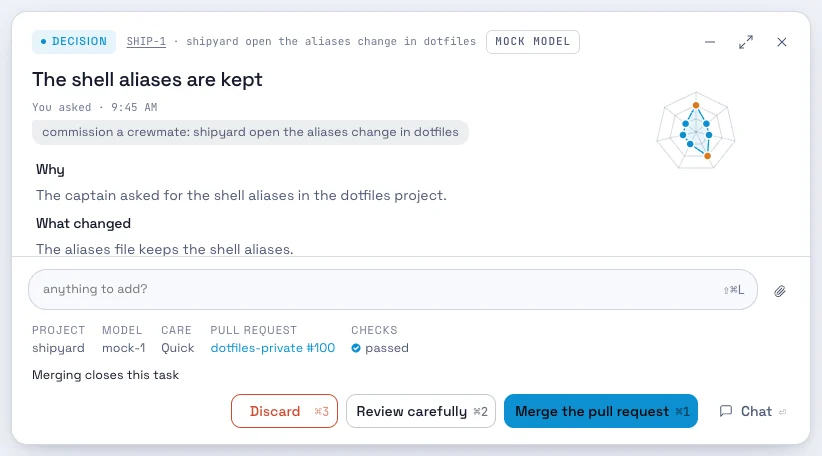 DECISION SHIP-1 · shipyard open the aliases change in dotfiles MOCK MODEL
The shell aliases are kept
You asked · 9:45 AM
commission a crewmate: shipyard open the aliases change in dotfiles
Why
The captain asked for the shell aliases in the dotfiles project.
What changed
The aliases file keeps the shell aliases.
anything to add? ⇧⌘L
PROJECT MODEL CARE PULL REQUEST CHECKS
shipyard mock-1 Quick dotfiles-private #100 passed
Merging closes this task
Discard ⌘3 Review carefully ⌘2 Merge the pull request ⌘1 Chat ⏎